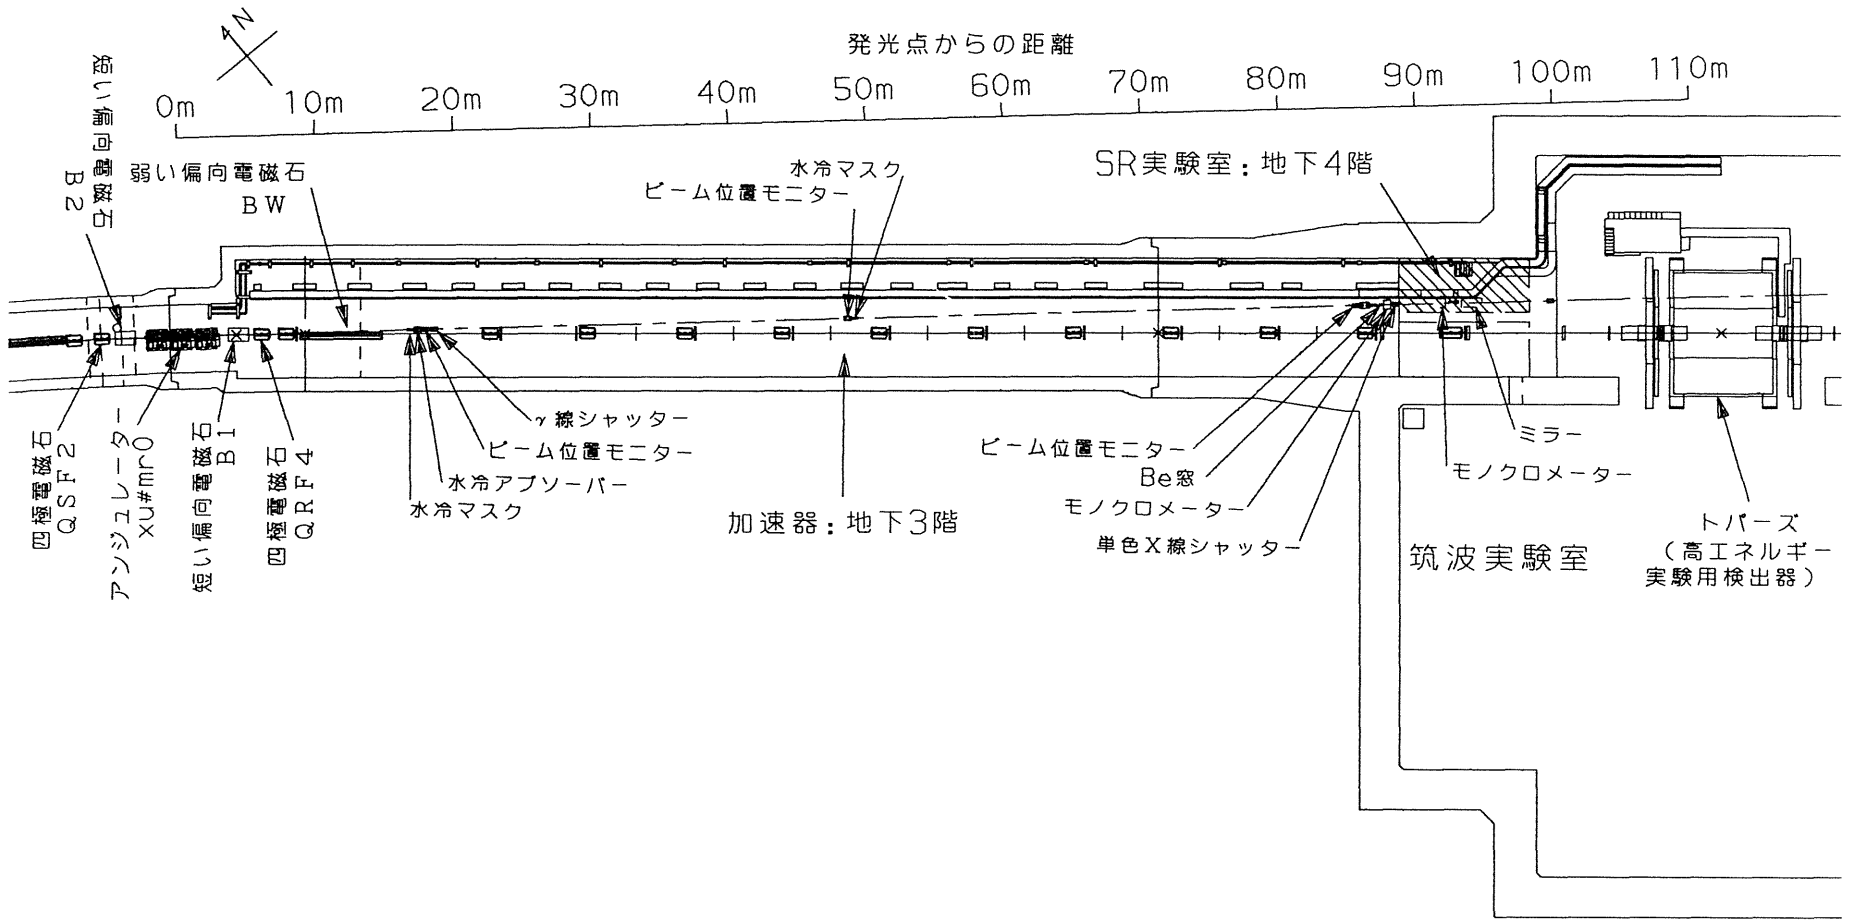 N
発光点からの距離
0m 10m 20m 30m 40m 50m 60m 70m 80m 90m 100m 110m
短い偏向電磁石
B2
弱い偏向電磁石
BW
水冷マスク
ビーム位置モニター
SR実験室:地下4階
四極電磁石
QSF2
アンジュレーター
xu#mr0
短い偏向電磁石
B1
四極電磁石
QRF4
γ線シャッター
ビーム位置モニター
水冷アブソーバー
水冷マスク
加速器:地下3階
ビーム位置モニター
Be窓
モノクロメーター
単色X線シャッター
ミラー
モノクロメーター
筑波実験室
トパーズ
(高エネルギー
実験用検出器)